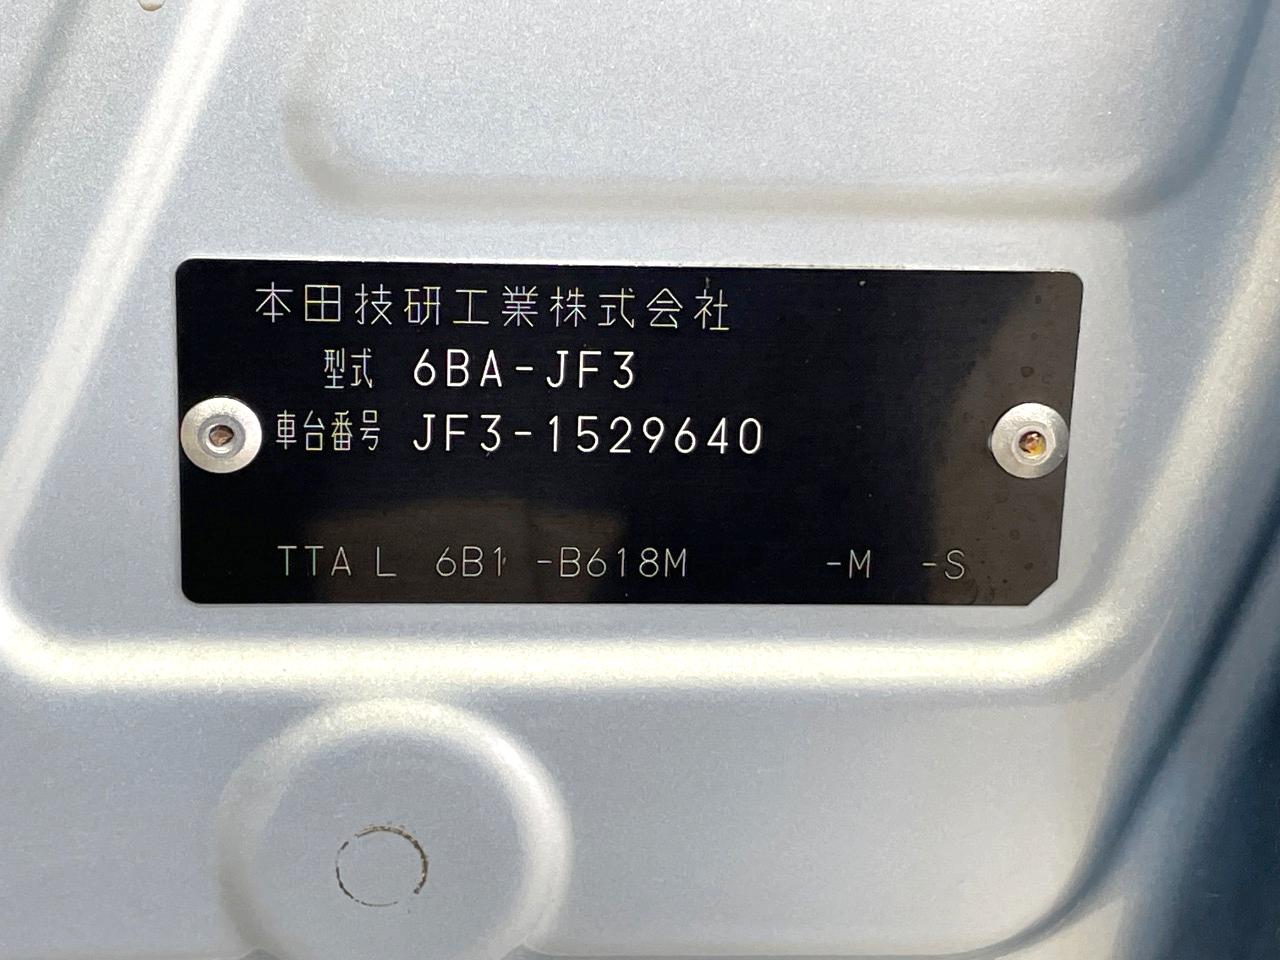 本田技研工業株式会社
型式 6BA-JF3
車台番号 JF3-1529640
TTA L 6B1 -B618M -M -S